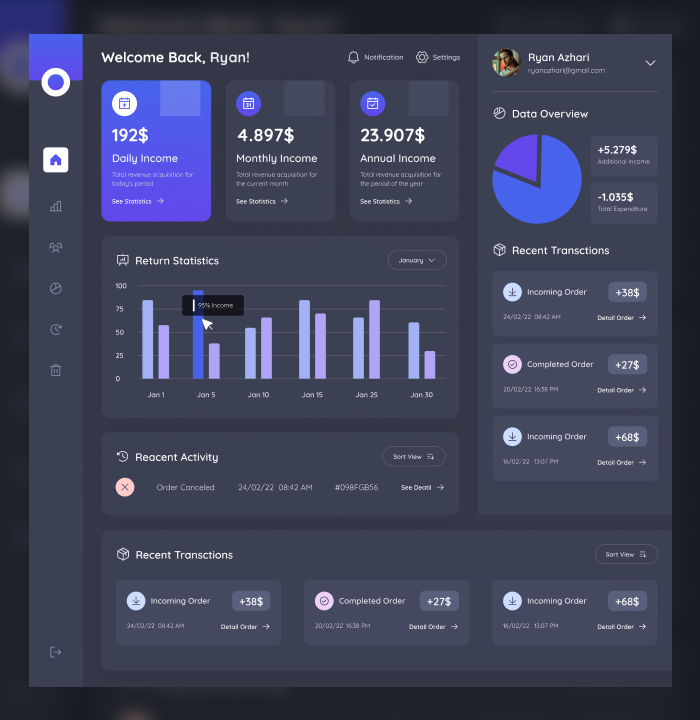 Welcome Back, Ryan!
Notification
Settings
192$
Daily Income
Total revenue acquisition for
today's period
See Statistics
31
4.897$
Monthly Income
Total revenue acquisition for
the current month
See Statistics
23.907$
Annual Income
Total revenue acquisition for
the period of the year
See Statistics
Return Statistics
January
100
75
50
25
0
95% Income
Jan 1
Jan 5
Jan 10
Jan 15
Jan 25
Jan 30
Reacent Activity
Sort View
Order Canceled
24/02/22 08:42 AM
#098FGB56
See Deatil
Ryan Azhari
ryanazhari@gmail.com
Data Overview
+5.279$
Additional Income
-1.035$
Total Expenditure
Recent Transctions
Incoming Order
+38$
24/02/22 08:42 AM
Detail Order
Completed Order
+27$
20/02/22 16:38 PM
Detail Order
Incoming Order
+68$
16/02/22 13:07 PM
Detail Order
Recent Transctions
Sort View
Incoming Order
+38$
24/02/22 08:42 AM
Detail Order
Completed Order
+27$
20/02/22 16:38 PM
Detail Order
Incoming Order
+68$
16/02/22 13:07 PM
Detail Order